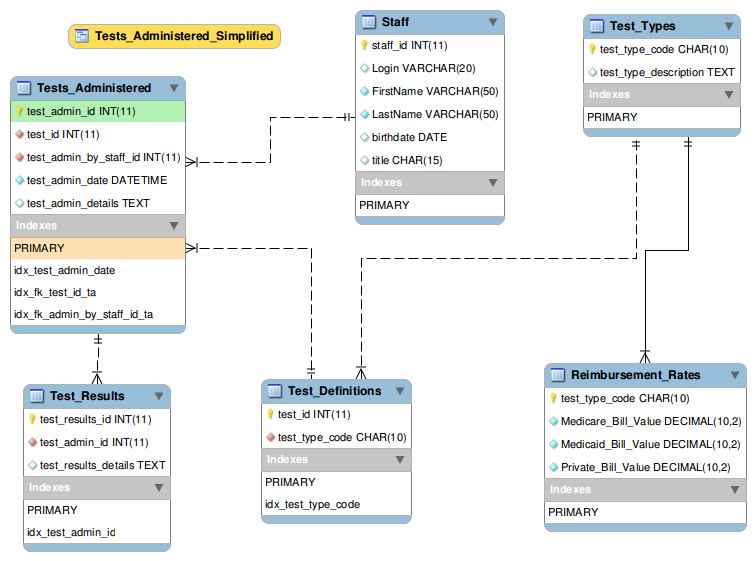 Tests_Administered_Simplified
Staff
staff_id INT(11)
Login VARCHAR(20)
FirstName VARCHAR(50)
LastName VARCHAR(50)
birthdate DATE
title CHAR(15)
Indexes
PRIMARY
Test_Types
test_type_code CHAR(10)
test_type_description TEXT
Indexes
PRIMARY
Tests_Administered
test_admin_id INT(11)
test_id INT(11)
test_admin_by_staff_id INT(11)
test_admin_date DATETIME
test_admin_details TEXT
Indexes
PRIMARY
idx_test_admin_date
idx_fk_test_id_ta
idx_fk_admin_by_staff_id_ta
Test_Results
test_results_id INT(11)
test_admin_id INT(11)
test_results_details TEXT
Indexes
PRIMARY
idx_test_admin_id
Test_Definitions
test_id INT(11)
test_type_code CHAR(10)
Indexes
PRIMARY
idx_test_type_code
Reimbursement_Rates
test_type_code CHAR(10)
Medicare_Bill_Value DECIMAL(10,2)
Medicaid_Bill_Value DECIMAL(10,2)
Private_Bill_Value DECIMAL(10,2)
Indexes
PRIMARY